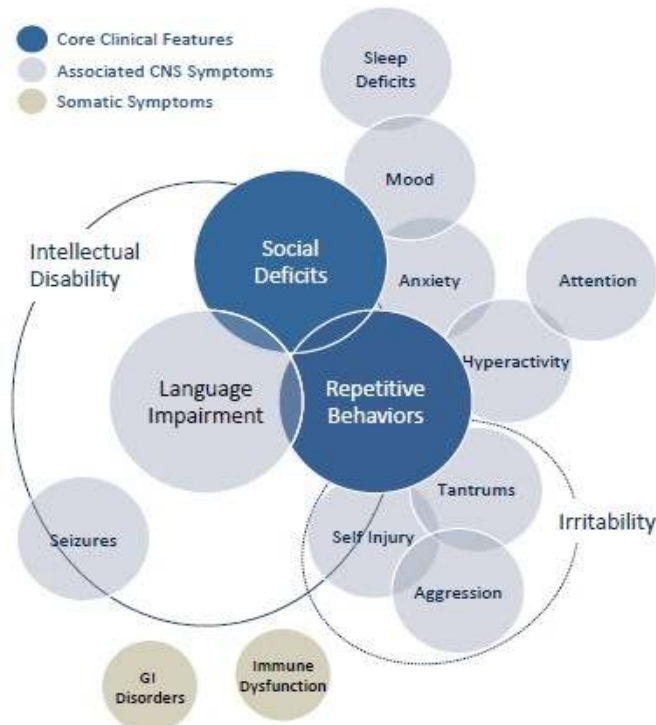 Core Clinical Features
Associated CNS Symptoms
Somatic Symptoms
Sleep
Deficits
Mood
Social
Deficits
Intellectual
Disability
Anxiety
Attention
Hyperactivity
Language
Impairment
Repetitive
Behaviors
Tantrums
Irritability
Seizures
Self Injury
Aggression
GI
Disorders
Immune
Dysfunction